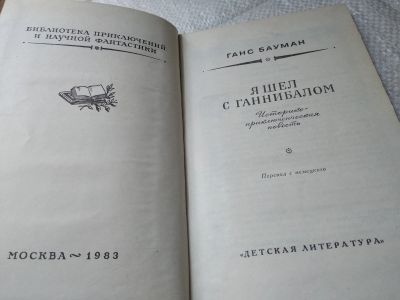 БИБЛИОТЕКА ПРИКЛЮЧЕНИЙ
И НАУЧНОЙ ФАНТАСТИКИ
МОСКВА ~ 1983
ГАНС БАУМАН
Я ШЕЛ
С ГАННИБАЛОМ
Историко-
приключенческая
повесть
Перевод с немецкого
«ДЕТСКАЯ ЛИТЕРАТУРА»